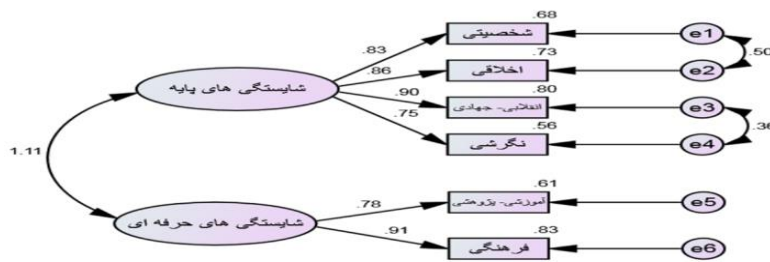 .68
شخصیتی
e1
.83
.50
.73
اخلاقی
e2
.86
شایستگی های پایه
.80
انقلابی- جهادی
e3
.90
.36
.75
.56
نگرشی
e4
1.11
.61
آموزشی- پژوهشی
e5
.78
شایستگی های حرفه ای
.83
فرهنگی
e6
.91